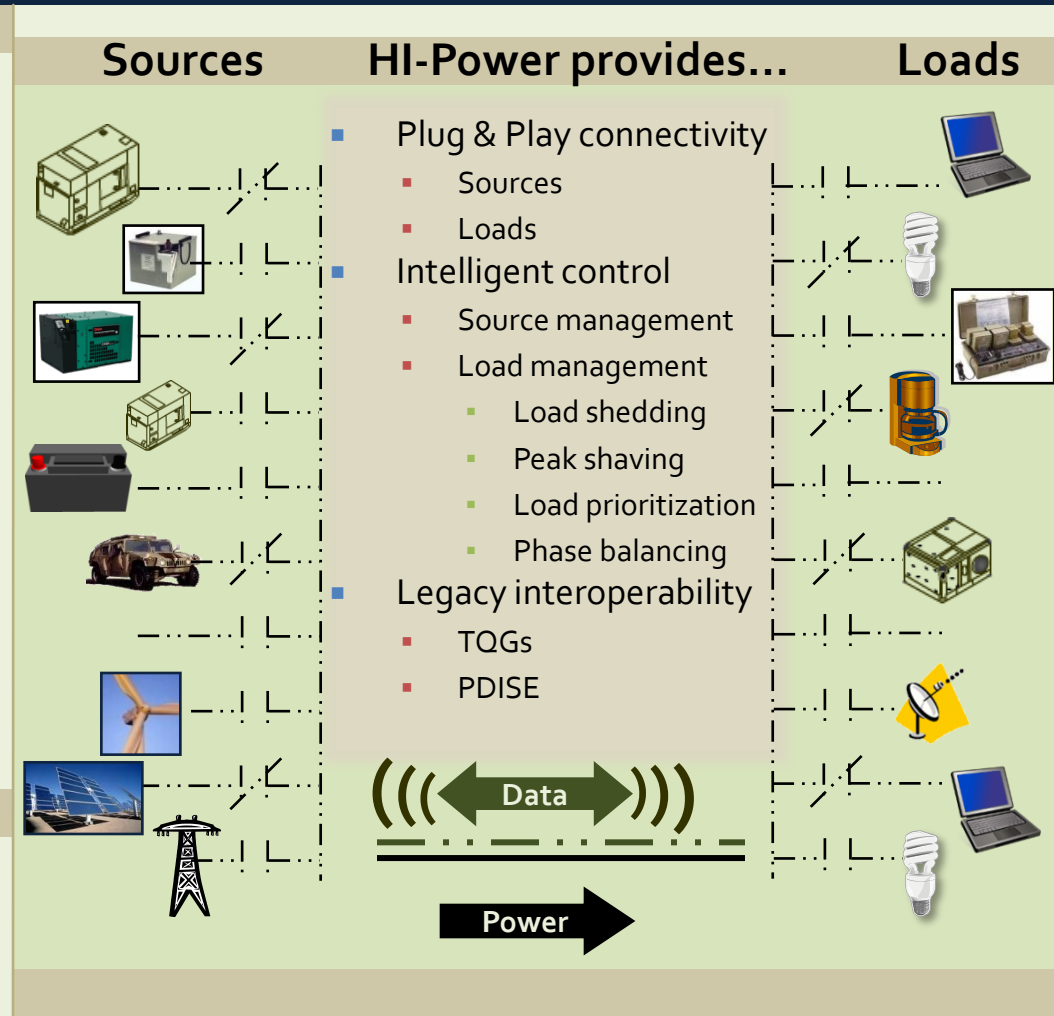 Sources
HI-Power provides...
Loads
Plug & Play connectivity
Sources
Loads
Intelligent control
Source management
Load management
Load shedding
Peak shaving
Load prioritization
Phase balancing
Legacy interoperability
TQGs
PDISE
Data
Power